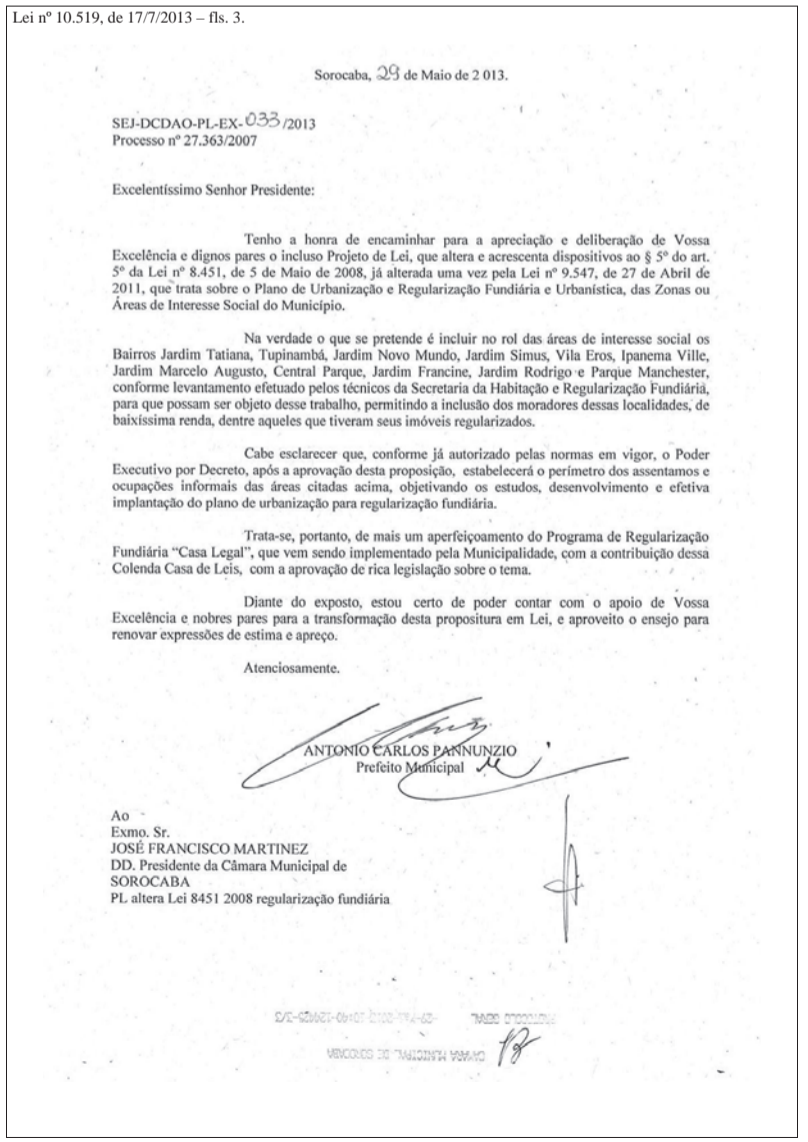 Lei nº 10.519, de 17/7/2013 – fls. 3.
Sorocaba, 29 de Maio de 2 013.
SEJ-DCDAO-PL-EX-033/2013
Processo nº 27.363/2007
Excelentíssimo Senhor Presidente:
Tenho a honra de encaminhar para a apreciação e deliberação de Vossa
Excelência e dignos pares o incluso Projeto de Lei, que altera e acrescenta dispositivos ao § 5º do art.
5º da Lei nº 8.451, de 5 de Maio de 2008, já alterada uma vez pela Lei nº 9.547, de 27 de Abril de
2011, que trata sobre o Plano de Urbanização e Regularização Fundiária e Urbanística, das Zonas ou
Áreas de Interesse Social do Município.
Na verdade o que se pretende é incluir no rol das áreas de interesse social os
Bairros Jardim Tatiana, Tupinambá, Jardim Novo Mundo, Jardim Simus, Vila Eros, Ipanema Ville,
Jardim Marcelo Augusto, Central Parque, Jardim Francine, Jardim Rodrigo e Parque Manchester,
conforme levantamento efetuado pelos técnicos da Secretaria da Habitação e Regularização Fundiária,
para que possam ser objeto desse trabalho, permitindo a inclusão dos moradores dessas localidades, de
baixíssima renda, dentre aqueles que tiveram seus imóveis regularizados.
Cabe esclarecer que, conforme já autorizado pelas normas em vigor, o Poder
Executivo por Decreto, após a aprovação desta proposição, estabelecerá o perímetro dos assentamos e
ocupações informais das áreas citadas acima, objetivando os estudos, desenvolvimento e efetiva
implantação do plano de urbanização para regularização fundiária.
Trata-se, portanto, de mais um aperfeiçoamento do Programa de Regularização
Fundiária “Casa Legal”, que vem sendo implementado pela Municipalidade, com a contribuição dessa
Colenda Casa de Leis, com a aprovação de rica legislação sobre o tema.
Diante do exposto, estou certo de poder contar com o apoio de Vossa
Excelência e nobres pares para a transformação desta propositura em Lei, e aproveito o ensejo para
renovar expressões de estima e apreço.
Atenciosamente.
ANTONIO CARLOS PANNUNZIO
Prefeito Municipal
Ao
Exmo. Sr.
JOSÉ FRANCISCO MARTINEZ
DD. Presidente da Câmara Municipal de
SOROCABA
PL altera Lei 8451 2008 regularização fundiária
PROTOCOLO GERAL
CAMARA MUNICIPAL DE SOROCABA